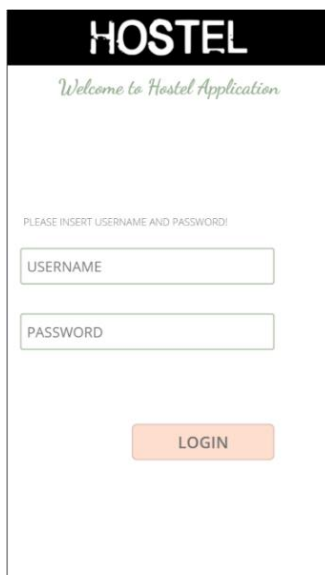 HOSTEL
Welcome to Hostel Application
PLEASE INSERT USERNAME AND PASSWORD!
USERNAME
PASSWORD
LOGIN